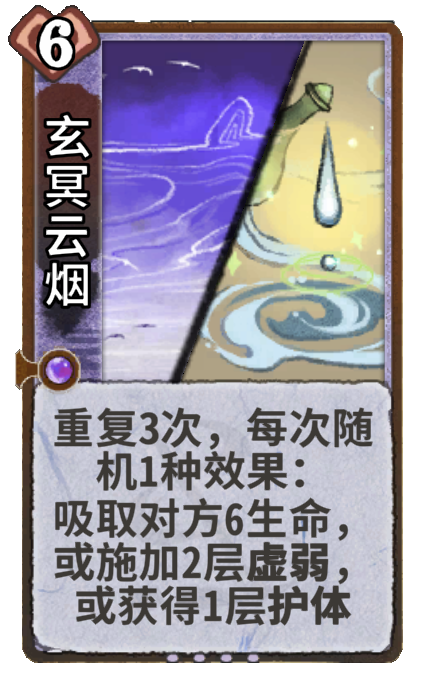 6
玄冥云烟
重复3次，每次随
机1种效果：
吸取对方6生命，
或施加2层虚弱，
或获得1层护体